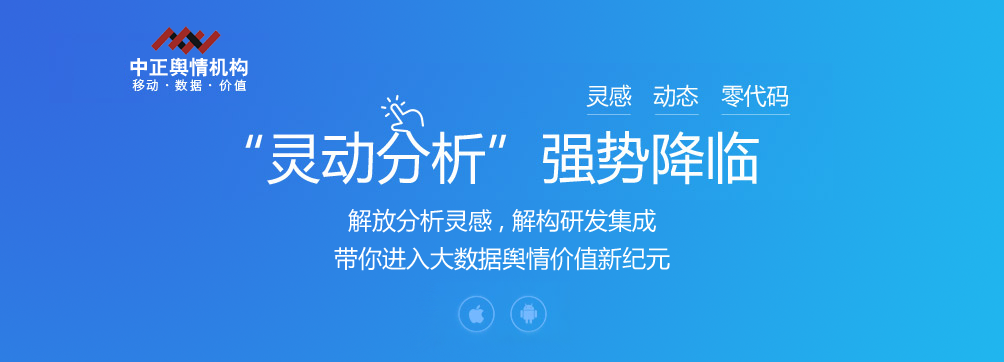 中正舆情机构
移动·数据·价值
灵感 动态 零代码
“灵动分析” 强势降临
解放分析灵感，解构研发集成
带你进入大数据舆情价值新纪元